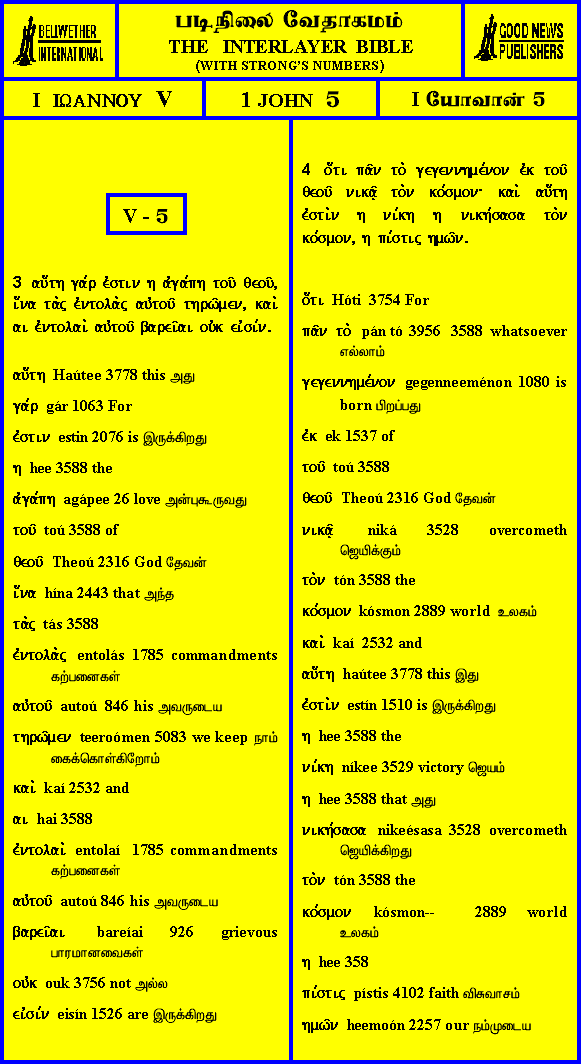 BELLWETHER
INTERNATIONAL
படிநிலை வேதாகமம்
THE INTERLAYER BIBLE
(WITH STRONG'S NUMBERS)
GOOD NEWS
PUBLISHERS
I ΙΩΑΝΝΟΥ V
1 JOHN 5
I யோவான் 5
V - 5
3 αὕτη γάρ ἐστιν η ἀγάπη τοῦ θεοῦ,
ἵνα τὰς ἐντολὰς αὐτοῦ τηρῶμεν, καὶ
αι ἐντολαὶ αὐτοῦ βαρεῖαι οὐκ εἰσίν.
αὕτη Haútee 3778 this அது
γάρ gár 1063 For
ἐστιν estin 2076 is இருக்கிறது
η hee 3588 the
ἀγάπη agápee 26 love அன்புகூருவது
τοῦ toú 3588 of
θεοῦ Theoú 2316 God தேவன்
ἵνα hína 2443 that அந்த
τὰς tás 3588
ἐντολὰς entolás 1785 commandments
கற்பனைகள்
αὐτοῦ autoú 846 his அவருடைய
τηρῶμεν teeroómen 5083 we keep நாம்
கைக்கொள்கிறோம்
καὶ kaí 2532 and
αι hai 3588
ἐντολαὶ entolaí 1785 commandments
கற்பனைகள்
αὐτοῦ autoú 846 his அவருடைய
βαρεῖαι bareíai 926 grievous
பாரமானவைகள்
οὐκ ouk 3756 not அல்ல
εἰσίν eisín 1526 are இருக்கிறது
4 ὅτι πᾶν τὸ γεγεννημένον ἐκ τοῦ
θεοῦ νικᾷ τὸν κόσμον· καὶ αὕτη
ἐστὶν η νίκη η νικήσασα τὸν
κόσμον, η πίστις ημῶν.
ὅτι Hóti 3754 For
πᾶν τὸ pán tó 3956 3588 whatsoever
எல்லாம்
γεγεννημένον gegenneeménon 1080 is
born பிறப்பது
ἐκ ek 1537 of
τοῦ toú 3588
θεοῦ Theoú 2316 God தேவன்
νικᾷ niká 3528 overcometh
ஜெயிக்கும்
τὸν tón 3588 the
κόσμον kósmon 2889 world உலகம்
καὶ kaí 2532 and
αὕτη haútee 3778 this இது
ἐστὶν estín 1510 is இருக்கிறது
η hee 3588 the
νίκη níkee 3529 victory ஜெயம்
η hee 3588 that அது
νικήσασα nikeésasa 3528 overcometh
ஜெயிக்கிறது
τὸν tón 3588 the
κόσμον kósmon-- 2889 world
உலகம்
η hee 358
πίστις pístis 4102 faith விசுவாசம்
ημῶν heemoón 2257 our நம்முடைய